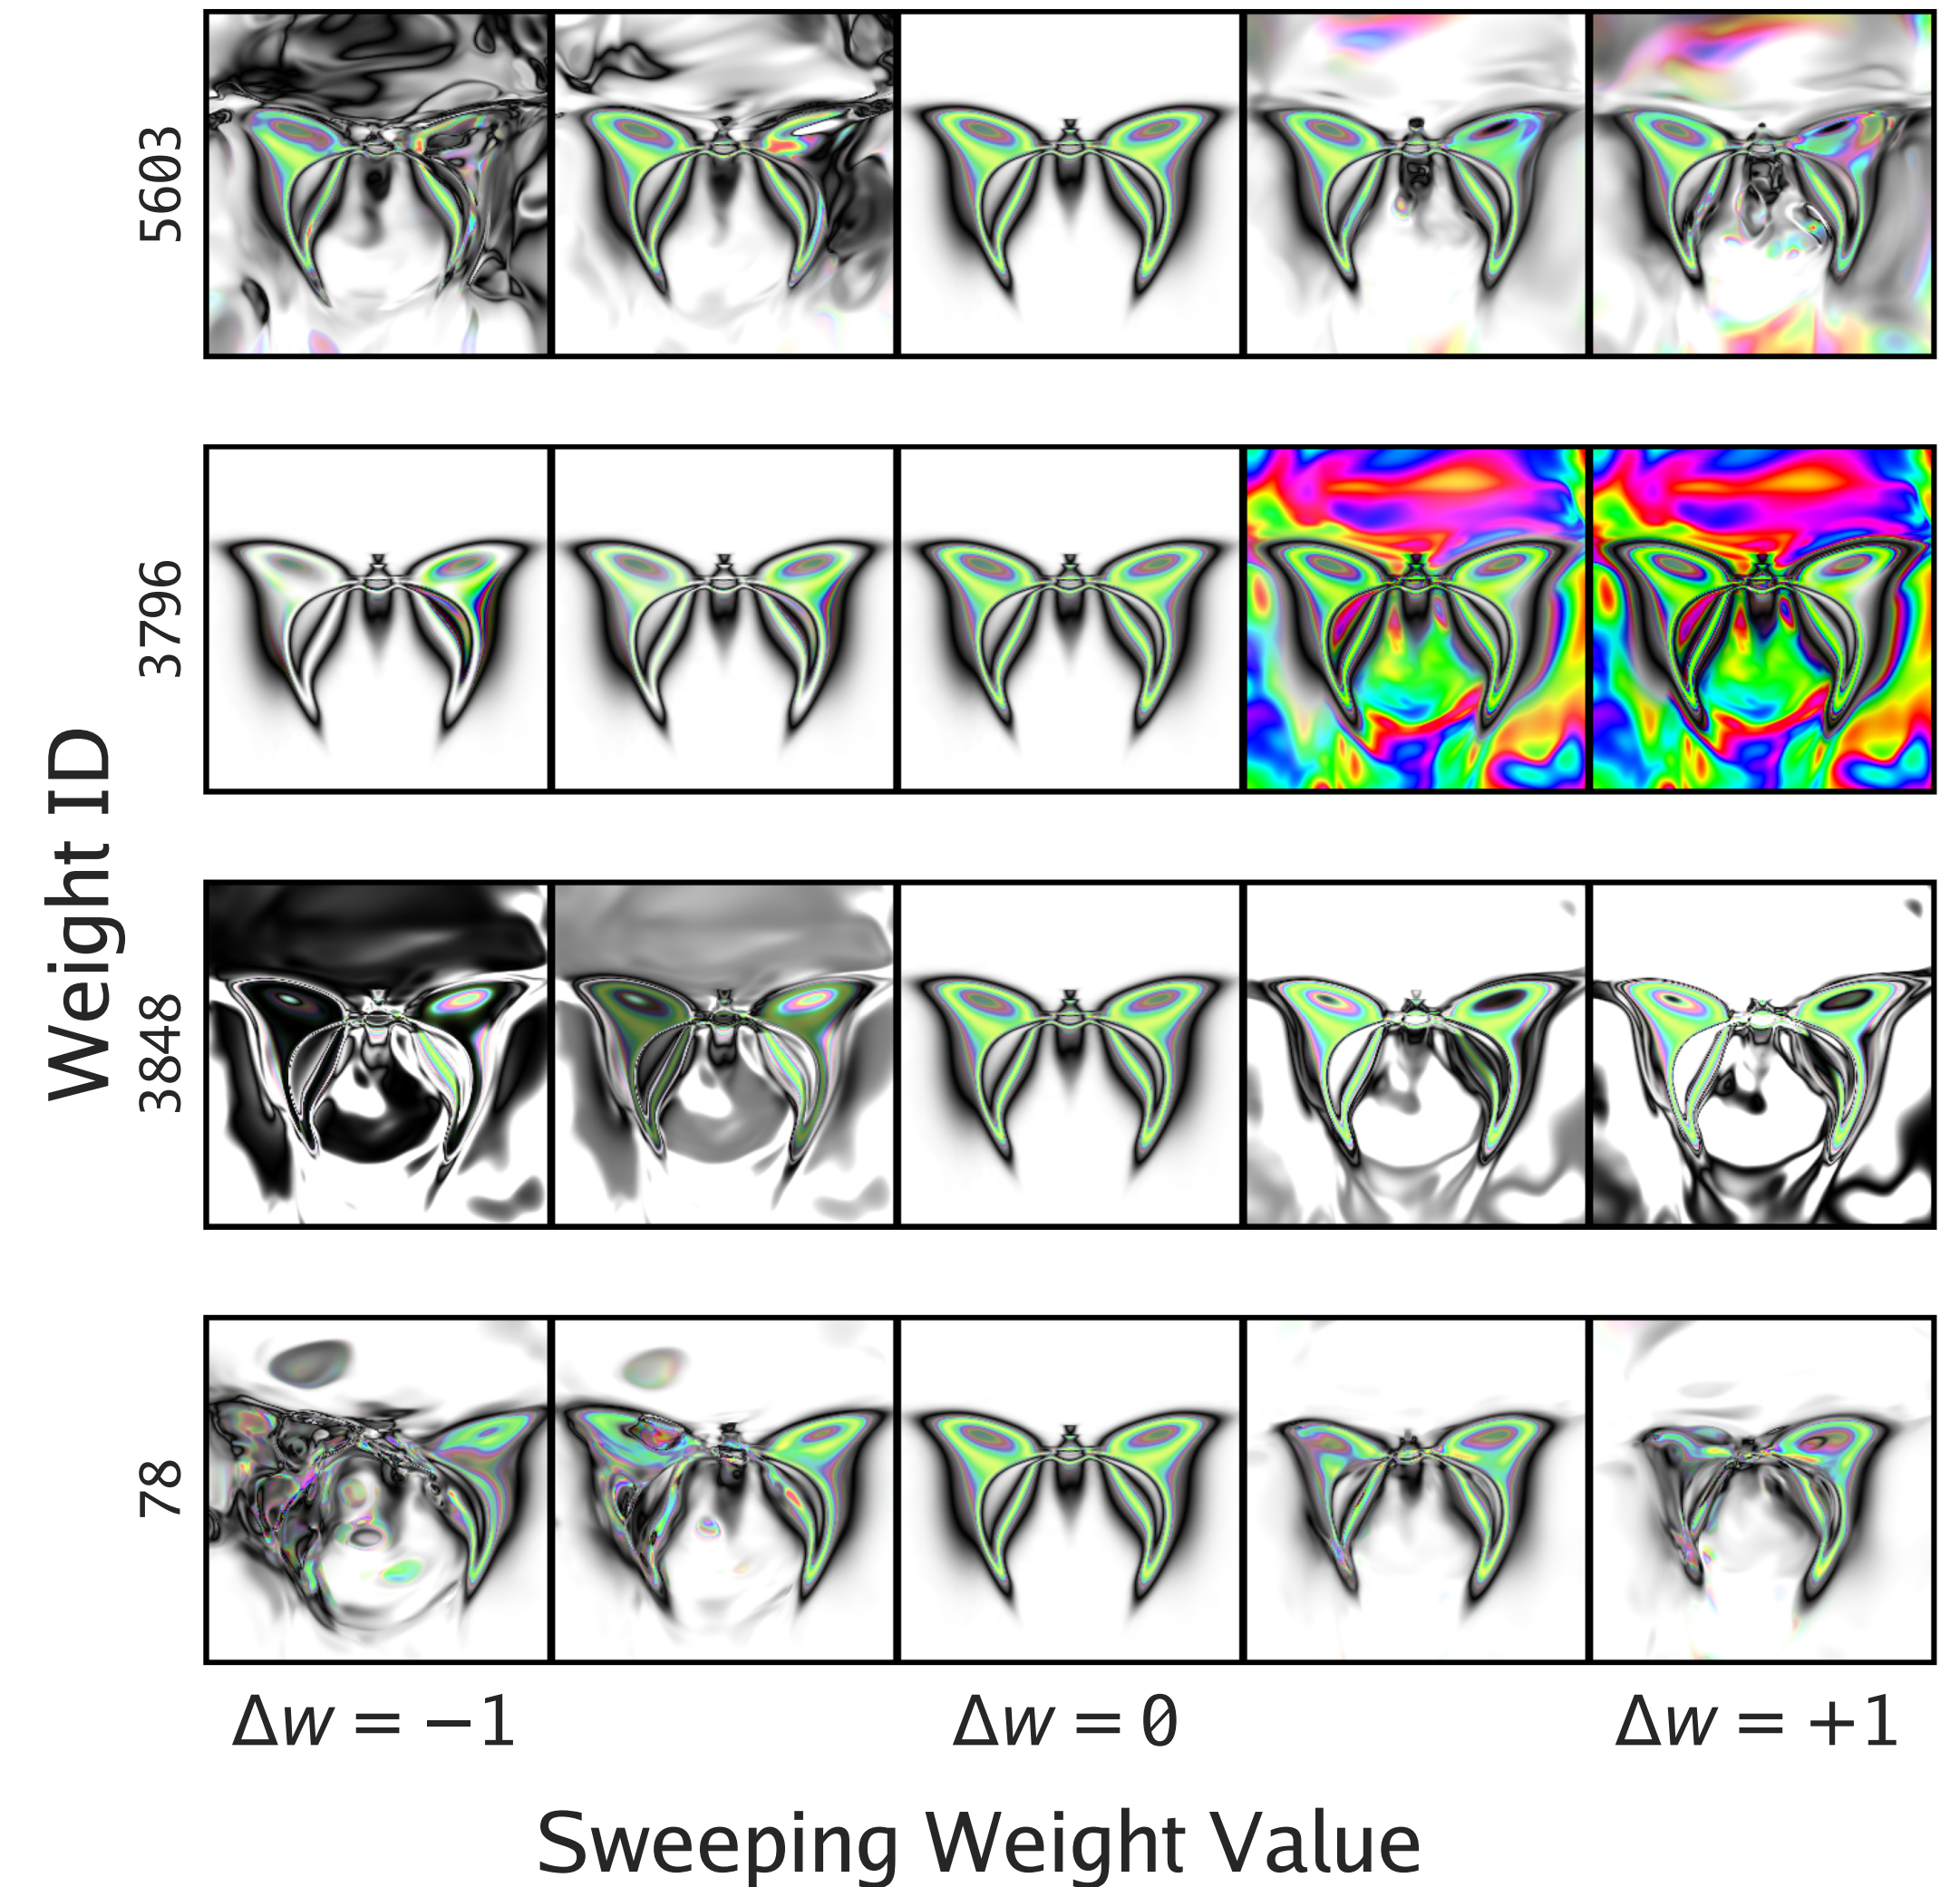 Weight ID
5603
3796
3848
78
Δw = −1
Δw = 0
Δw = +1
Sweeping Weight Value